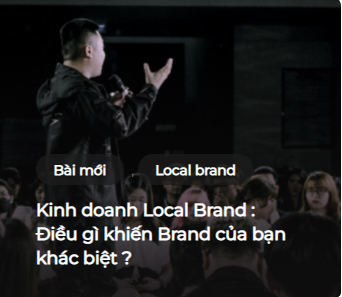 Bài mới
Local brand
Kinh doanh Local Brand :
Điều gì khiến Brand của bạn
khác biệt ?